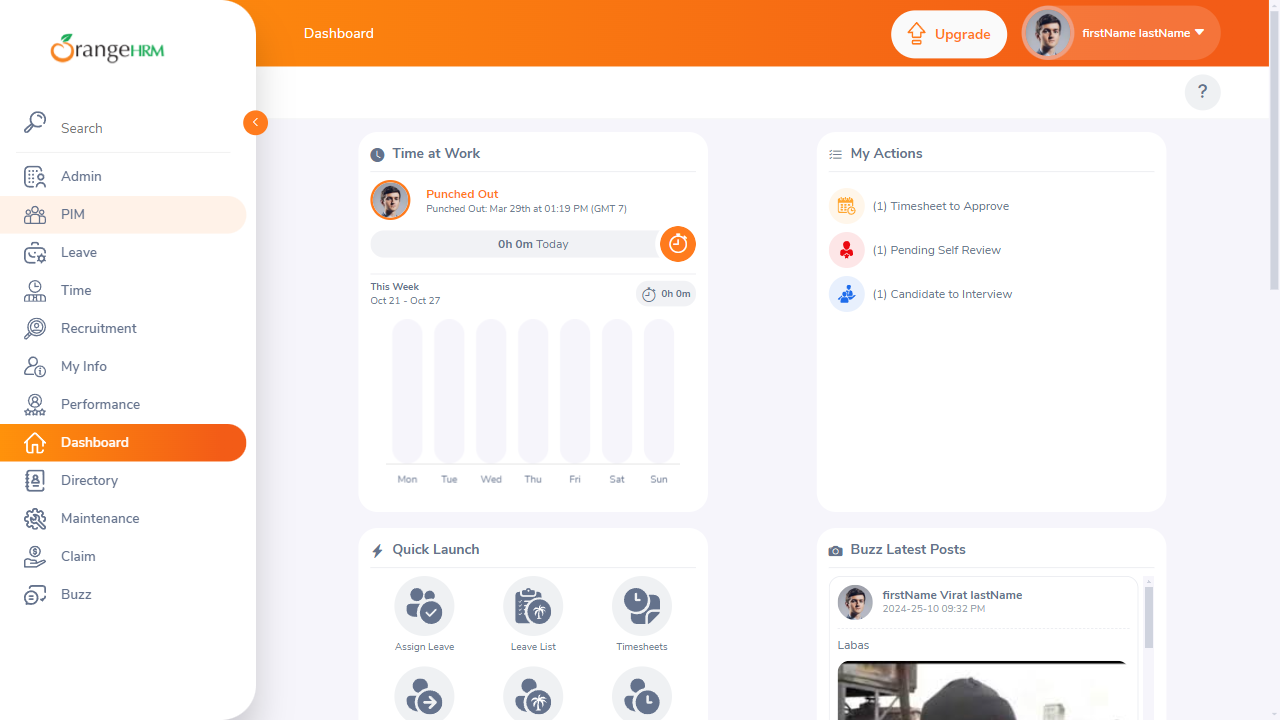 OrangeHRM
Dashboard
Upgrade
firstName lastName
?
Search
Admin
PIM
Leave
Time
Recruitment
My Info
Performance
Dashboard
Directory
Maintenance
Claim
Buzz
Time at Work
Punched Out
Punched Out: Mar 29th at 01:19 PM (GMT 7)
0h 0m Today
This Week
Oct 21 - Oct 27
0h 0m
Mon Tue Wed Thu Fri Sat Sun
My Actions
(1) Timesheet to Approve
(1) Pending Self Review
(1) Candidate to Interview
Quick Launch
Assign Leave
Leave List
Timesheets
Buzz Latest Posts
firstName Virat lastName
2024-25-10 09:32 PM
Labas